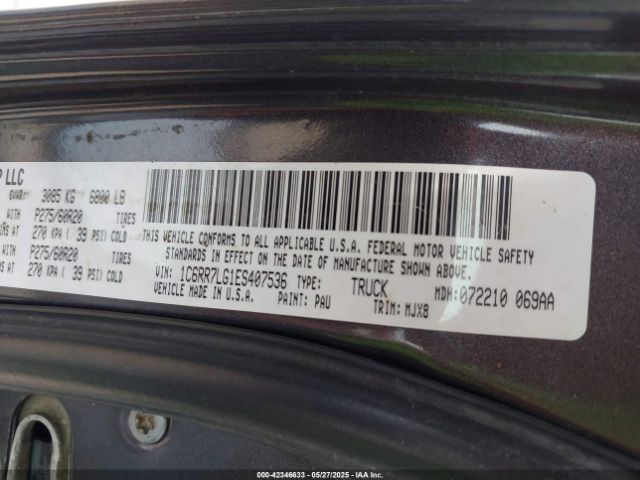 P LLC
GVWR: 3085 KG 6800 LB
WITH P275/60R20 TIRES
270 KPA ( 39 PSI) COLD
WITH P275/60R20 TIRES
270 KPA ( 39 PSI) COLD
THIS VEHICLE CONFORMS TO ALL APPLICABLE U.S.A. FEDERAL MOTOR VEHICLE SAFETY
STANDARDS IN EFFECT ON THE DATE OF MANUFACTURE SHOWN ABOVE.
VIN: 1C6RR7LG1ES407536 TYPE: TRUCK MDH: 072210 069AA
VEHICLE MADE IN U.S.A. PAINT: PAU TRIM: MJX8
000-42346633 - 05/27/2025 - IAAI.COM